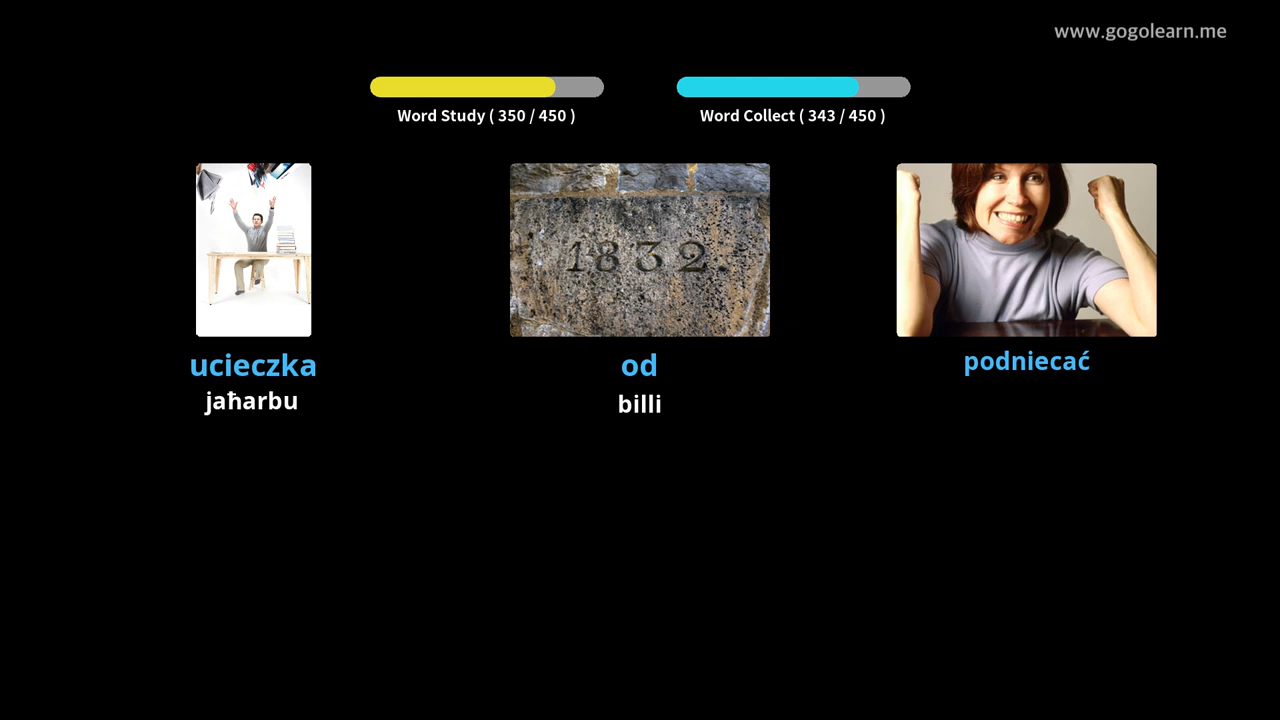 www.gogolearn.me
Word Study ( 350 / 450 )
Word Collect ( 343 / 450 )
1832.
ucieczka
od
podniecać
jaħarbu
billi